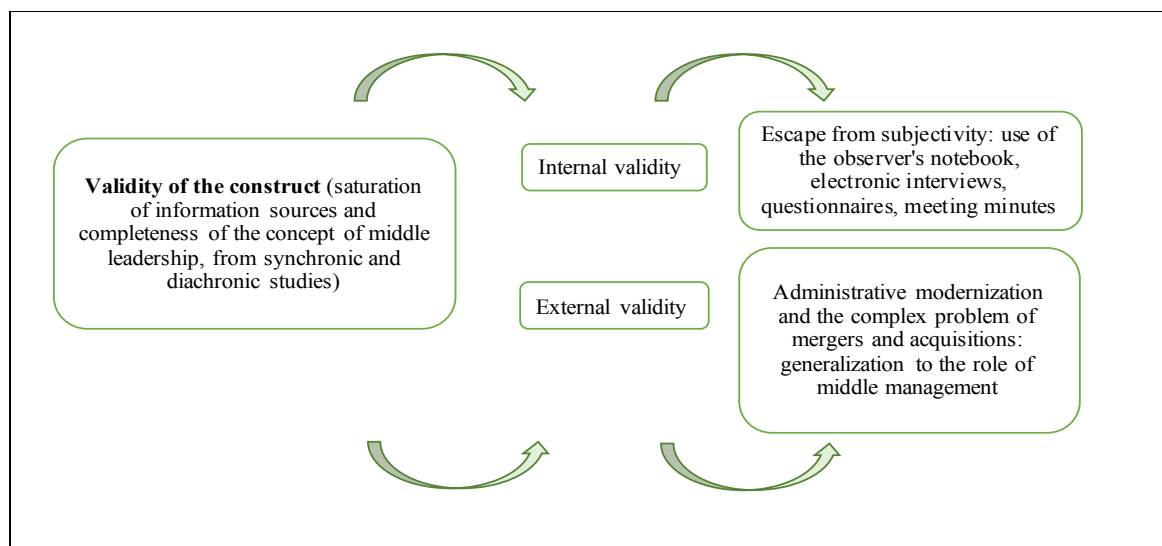 Validity of the construct (saturation
of information sources and
completeness of the concept of middle
leadership, from synchronic and
diachronic studies)
Internal validity
External validity
Escape from subjectivity: use of
the observer's notebook,
electronic interviews,
questionnaires, meeting minutes
Administrative modernization
and the complex problem of
mergers and acquisitions:
generalization to the role of
middle management